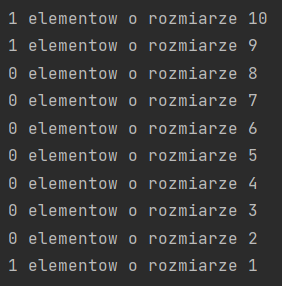 1 elementow o rozmiarze 10
1 elementow o rozmiarze 9
0 elementow o rozmiarze 8
0 elementow o rozmiarze 7
0 elementow o rozmiarze 6
0 elementow o rozmiarze 5
0 elementow o rozmiarze 4
0 elementow o rozmiarze 3
0 elementow o rozmiarze 2
1 elementow o rozmiarze 1